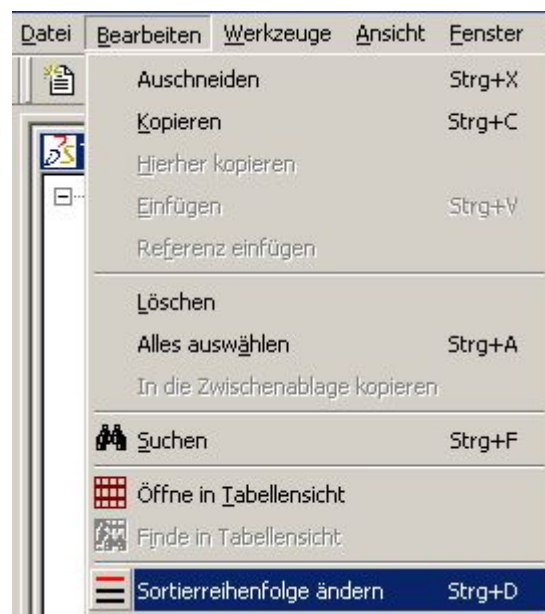 Datei Bearbeiten Werkzeuge Ansicht Fenster
Auschneiden Strg+X
Kopieren Strg+C
Hierher kopieren
Einfügen Strg+V
Referenz einfügen
Löschen
Alles auswählen Strg+A
In die Zwischenablage kopieren
Suchen Strg+F
Öffne in Tabellensicht
Finde in Tabellensicht
Sortierreihenfolge ändern Strg+D